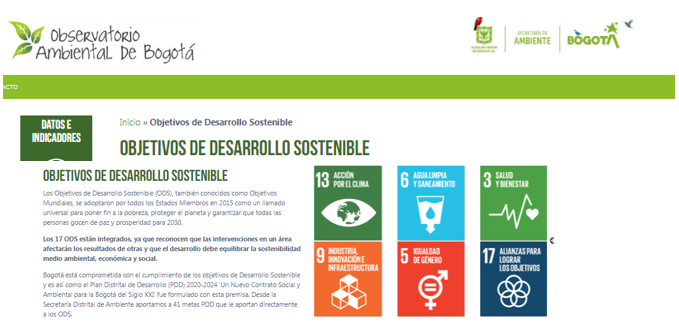 Observatorio
Ambiental de Bogotá
SECRETARÍA DE
AMBIENTE
BOGOTÁ
ACTO
DATOS E
INDICADORES
Inicio » Objetivos de Desarrollo Sostenible
OBJETIVOS DE DESARROLLO SOSTENIBLE
OBJETIVOS DE DESARROLLO SOSTENIBLE
Los Objetivos de Desarrollo Sostenible (ODS), también conocidos como Objetivos
Mundiales, se adoptaron por todos los Estados Miembros en 2015 como un llamado
universal para poner fin a la pobreza, proteger el planeta y garantizar que todas las
personas gocen de paz y prosperidad para 2030.
Los 17 ODS están integrados, ya que reconocen que las intervenciones en un área
afectarán los resultados de otras y que el desarrollo debe equilibrar la sostenibilidad
medio ambiental, económica y social.
Bogotá está comprometida con el cumplimiento de los objetivos de Desarrollo Sostenible
y es así como el Plan Distrital de Desarrollo (PDD) 2020-2024 'Un Nuevo Contrato Social y
Ambiental para la Bogotá del Siglo XXI' fue formulado con esta premisa. Desde la
Secretaría Distrital de Ambiente aportamos a 41 metas PDD que le aportan directamente
a los ODS.
13 ACCIÓN
POR EL CLIMA
6 AGUA LIMPIA
Y SANEAMIENTO
3 SALUD
Y BIENESTAR
9 INDUSTRIA,
INNOVACIÓN E
INFRAESTRUCTURA
5 IGUALDAD
DE GÉNERO
17 ALIANZAS PARA
LOGRAR
LOS OBJETIVOS